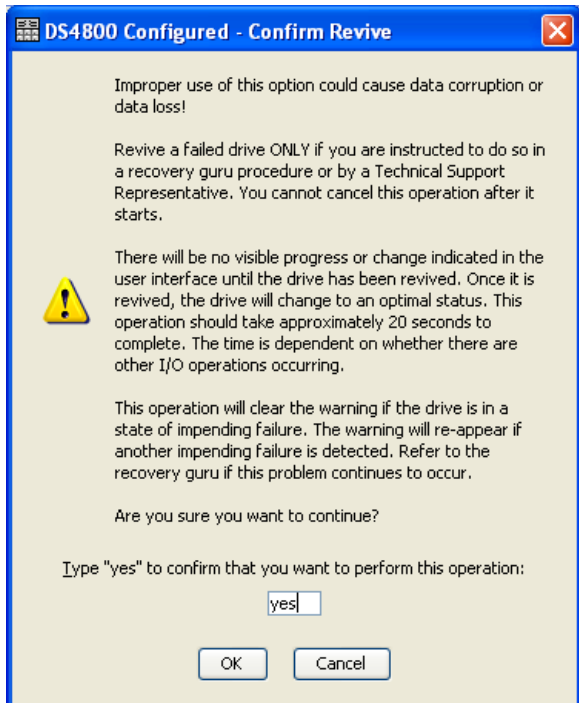 DS4800 Configured - Confirm Revive
Improper use of this option could cause data corruption or
data loss!
Revive a failed drive ONLY if you are instructed to do so in
a recovery guru procedure or by a Technical Support
Representative. You cannot cancel this operation after it
starts.
There will be no visible progress or change indicated in the
user interface until the drive has been revived. Once it is
revived, the drive will change to an optimal status. This
operation should take approximately 20 seconds to
complete. The time is dependent on whether there are
other I/O operations occurring.
This operation will clear the warning if the drive is in a
state of impending failure. The warning will re-appear if
another impending failure is detected. Refer to the
recovery guru if this problem continues to occur.
Are you sure you want to continue?
Type "yes" to confirm that you want to perform this operation:
yes
OK Cancel